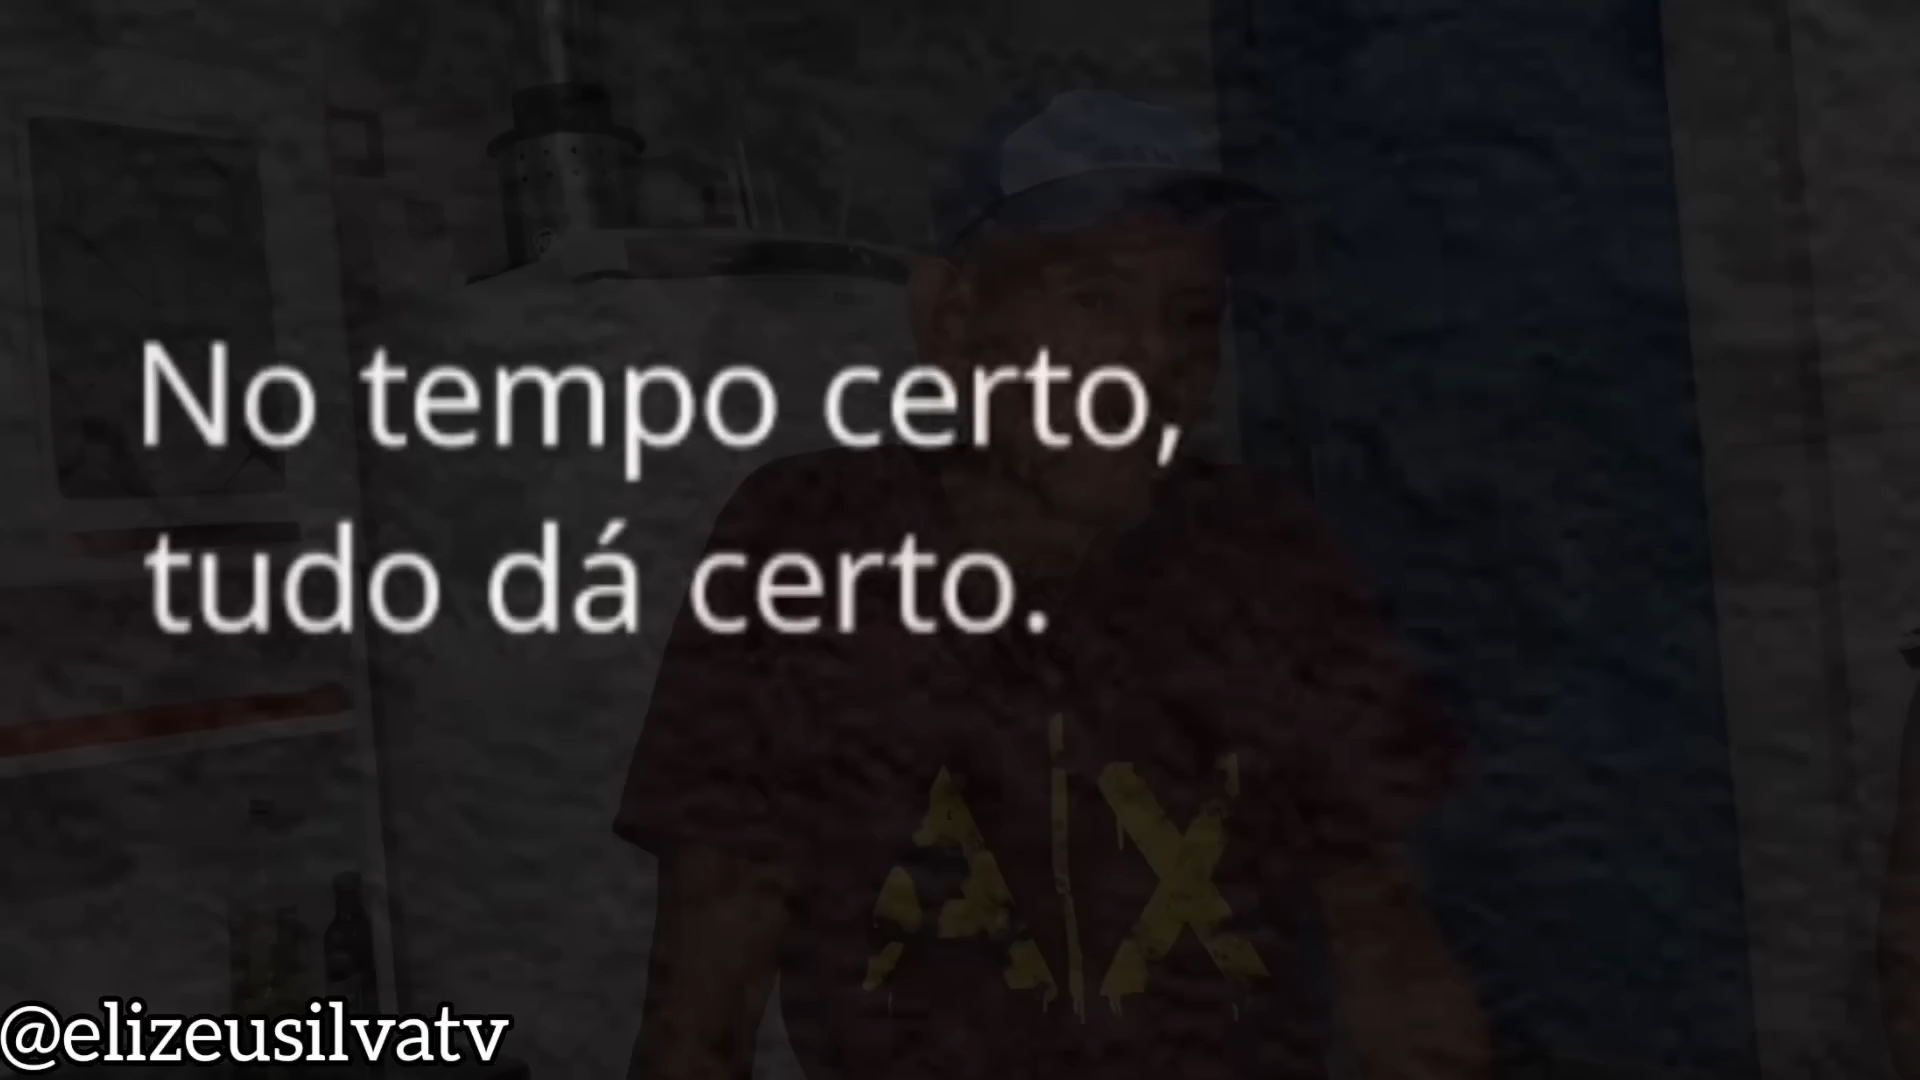 No tempo certo,
tudo dá certo.
A|X
@elizeusilvatv